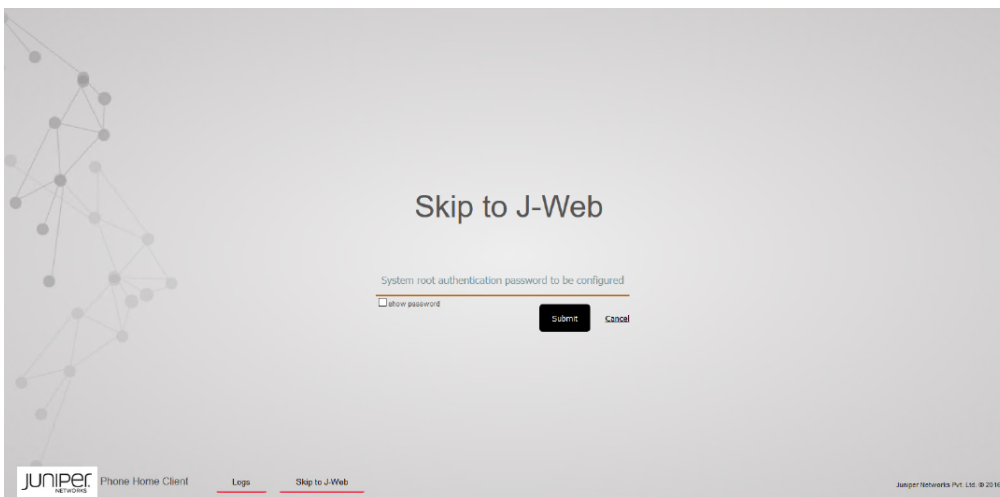 Skip to J-Web
System root authentication password to be configured
show password
Submit Cancel
JUNIPER NETWORKS Phone Home Client Logs Skip to J-Web Juniper Networks Pvt. Ltd. © 2016